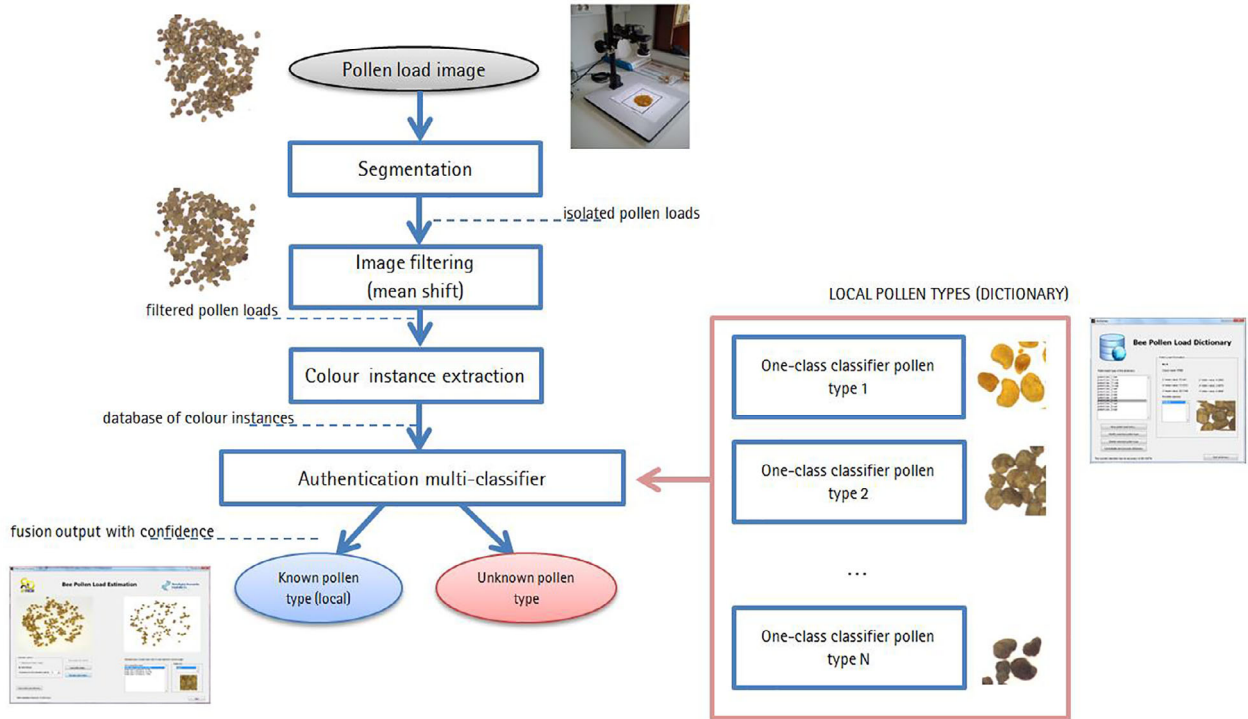 Pollen load image
Segmentation
isolated pollen loads
Image filtering
(mean shift)
filtered pollen loads
Colour instance extraction
database of colour instances
Authentication multi-classifier
fusion output with confidence
Known pollen
type (local)
Unknown pollen
type
Bee Pollen Load Estimation
LOCAL POLLEN TYPES (DICTIONARY)
One-class classifier pollen
type 1
One-class classifier pollen
type 2
...
One-class classifier pollen
type N
Bee Pollen Load Dictionary